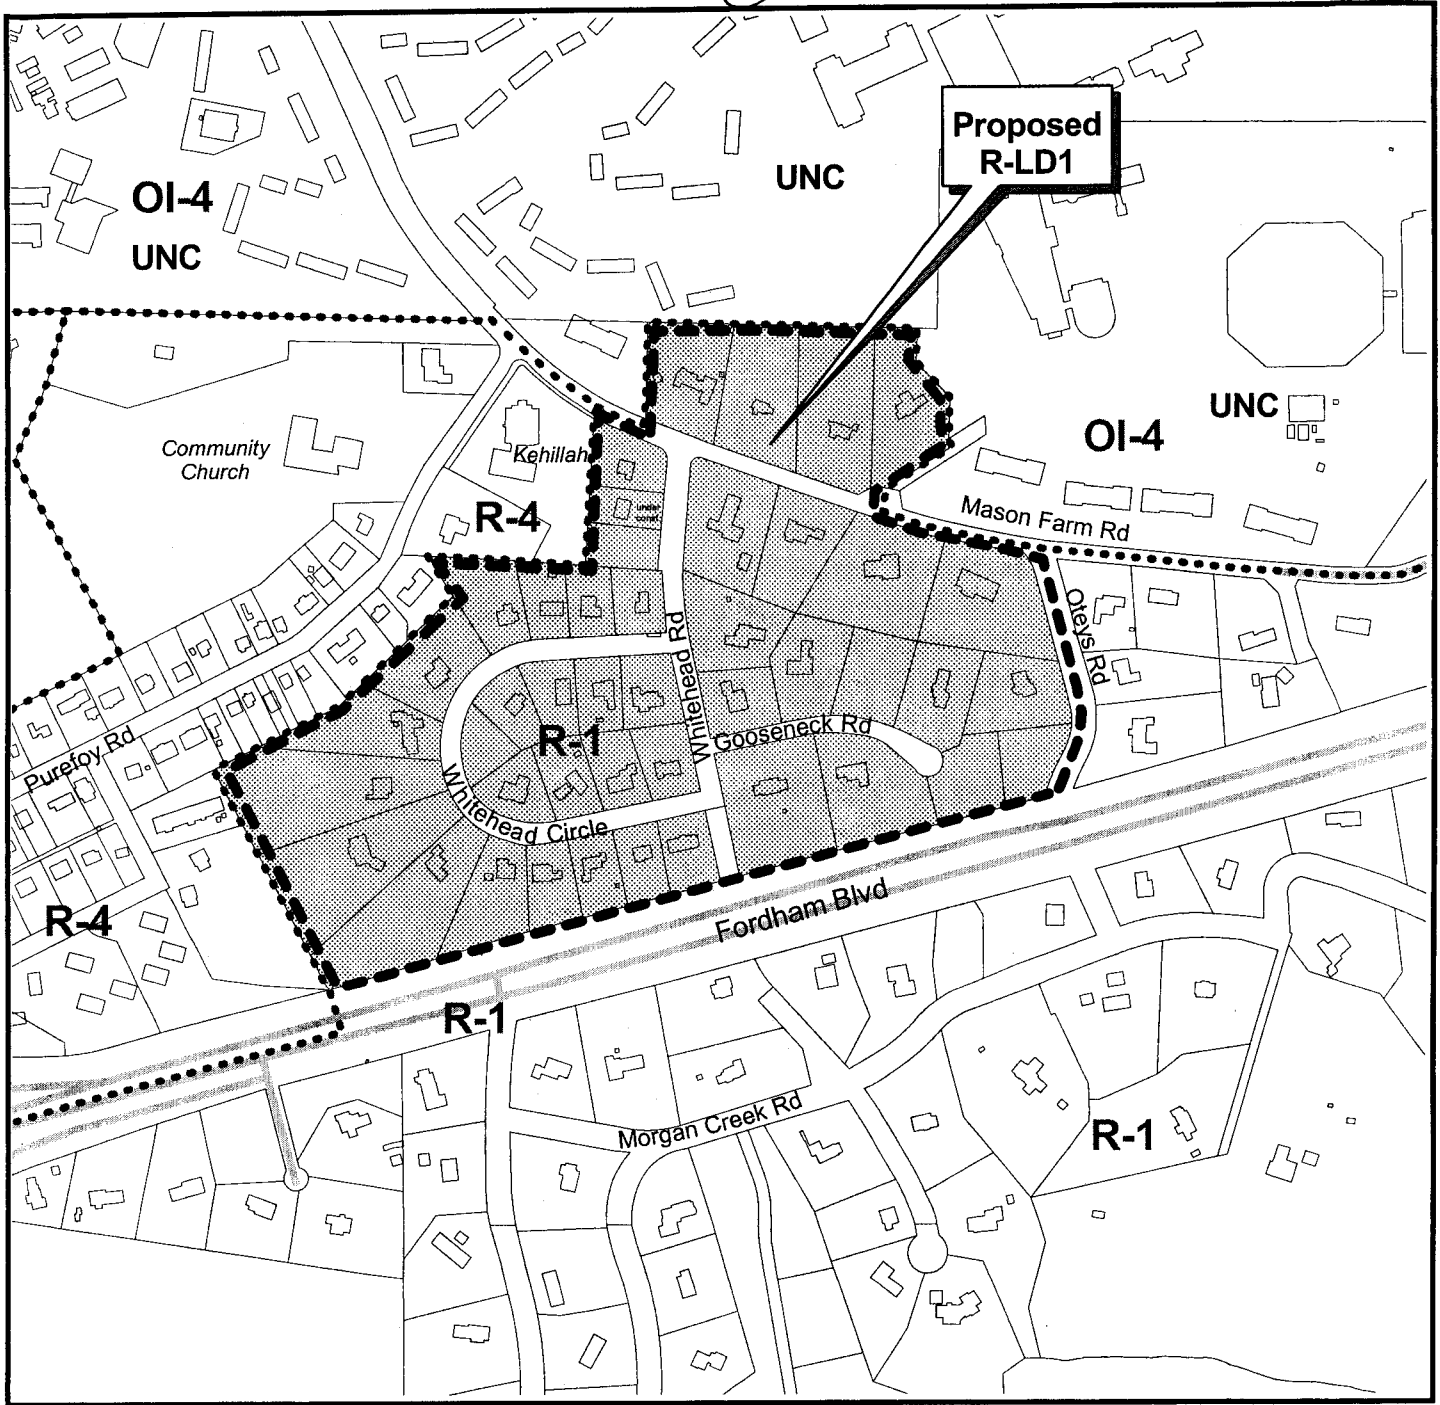 Proposed
R-LD1
UNC
OI-4
UNC
UNC
OI-4
Community
Church
Kehillah
R-4
under
const.
Mason Farm Rd
Oteys Rd
Whitehead Rd
R-1
Gooseneck Rd
Purefoy Rd
Whitehead Circle
R-4
Fordham Blvd
R-1
Morgan Creek Rd
R-1